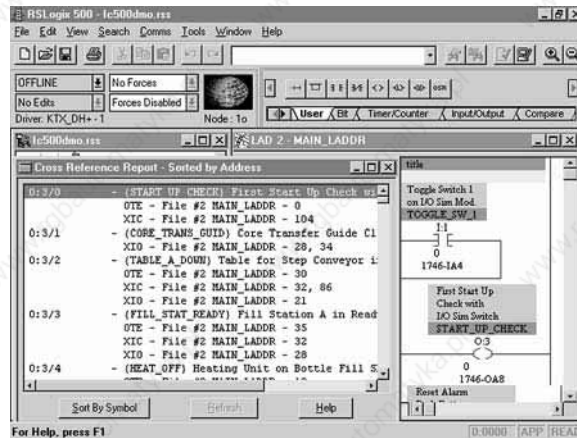 RSLogix 500 - lc500dmo.rss
File Edit View Search Comms Tools Window Help
OFFLINE No Forces
No Edits Forces Disabled
Driver: KTX_DH+-1 Node: 1o
User Bit Timer/Counter Input/Output Compare
lc500dmo.rss
LAD 2 - MAIN_LADDR
Cross Reference Report - Sorted by Address
O:3/0 - (START UP CHECK) First Start Up Check wi
OTE - File #2 MAIN_LADDR - 0
XIC - File #2 MAIN_LADDR - 104
O:3/1 - (CORE_TRANS_GUID) Core Transfer Guide Cl
XIO - File #2 MAIN_LADDR - 28, 34
O:3/2 - (TABLE_A_DOWN) Table for Step Conveyor i
OTE - File #2 MAIN_LADDR - 30
XIC - File #2 MAIN_LADDR - 32, 86
XIO - File #2 MAIN_LADDR - 21
O:3/3 - (FILL_STAT_READY) Fill Station A in Read
OTE - File #2 MAIN_LADDR - 35
XIC - File #2 MAIN_LADDR - 32
XIO - File #2 MAIN_LADDR - 28
O:3/4 - (HEAT_OFF) Heating Unit on Bottle Fill S
Sort By Symbol Refresh Help
title
Toggle Switch 1
on I/O Sim Mod.
TOGGLE_SW_1
I:1
0
1746-IA4
First Start Up
Check with
I/O Sim Switch
START_UP_CHECK
O:3
0
1746-OA8
Reset Alarm
For Help, press F1 0:0000 APP READ